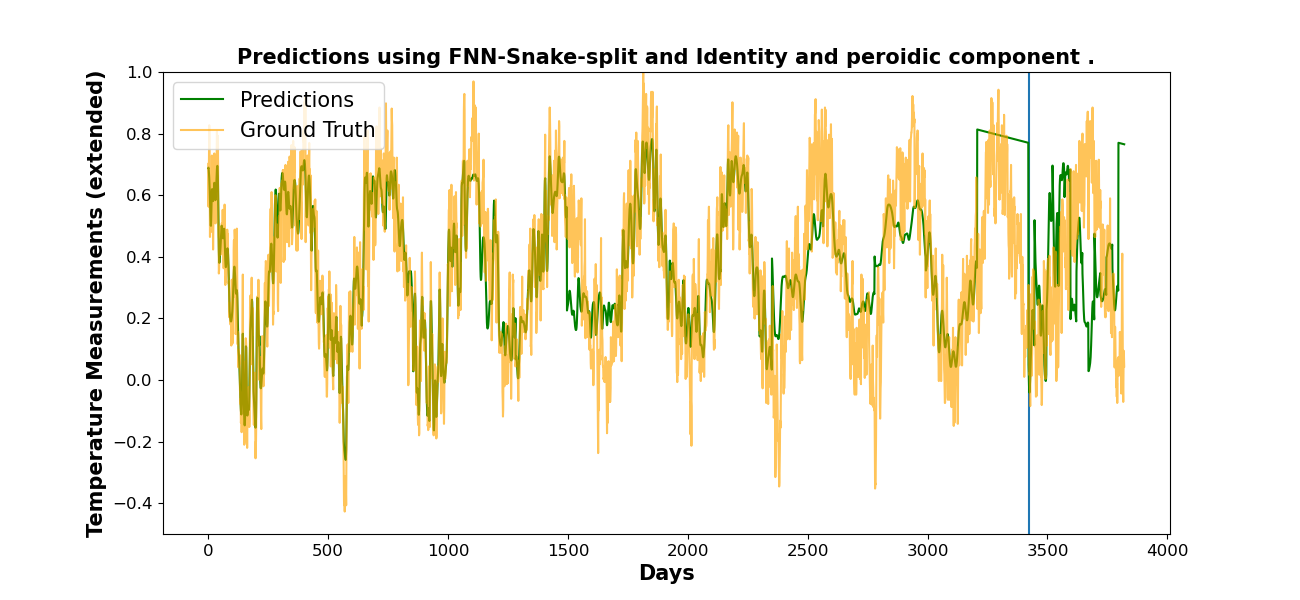 Predictions using FNN-Snake-split and Identity and peroidic component .
Temperature Measurements (extended)
1.0
0.8
0.6
0.4
0.2
0.0
−0.2
−0.4
Predictions
Ground Truth
0 500 1000 1500 2000 2500 3000 3500 4000
Days